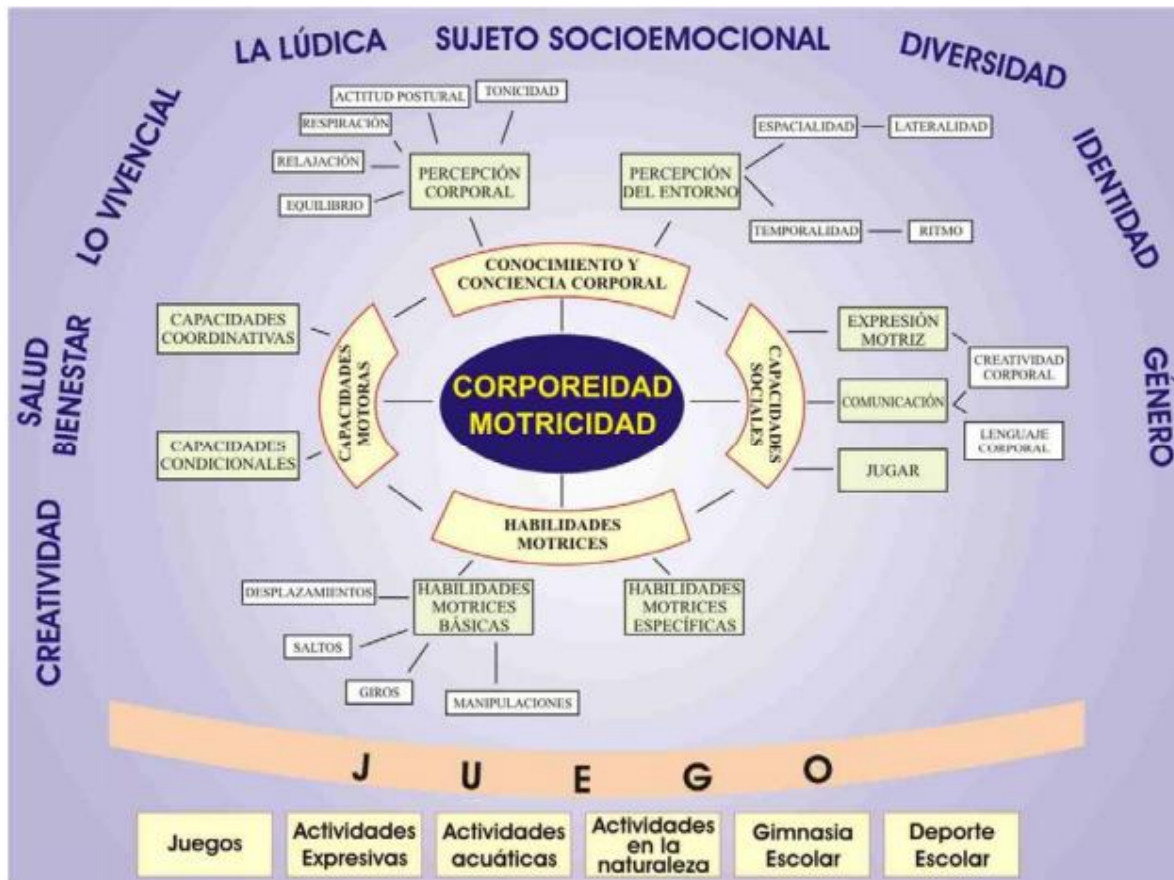 LA LÚDICA
SUJETO SOCIOEMOCIONAL
DIVERSIDAD
IDENTIDAD
GÉNERO
LO VIVENCIAL
SALUD
BIENESTAR
CREATIVIDAD
ACTITUD POSTURAL
TONICIDAD
RESPIRACIÓN
RELAJACIÓN
EQUILIBRIO
PERCEPCIÓN
CORPORAL
PERCEPCIÓN
DEL ENTORNO
ESPACIALIDAD
LATERALIDAD
TEMPORALIDAD
RITMO
CONOCIMIENTO Y
CONCIENCIA CORPORAL
CAPACIDADES
COORDINATIVAS
CAPACIDADES
CONDICIONALES
CAPACIDADES
MOTORAS
CORPOREIDAD
MOTRICIDAD
CAPACIDADES
SOCIALES
EXPRESIÓN
MOTRIZ
COMUNICACIÓN
JUGAR
CREATIVIDAD
CORPORAL
LENGUAJE
CORPORAL
HABILIDADES
MOTRICES
HABILIDADES
MOTRICES
BÁSICAS
HABILIDADES
MOTRICES
ESPECÍFICAS
DESPLAZAMIENTOS
SALTOS
GIROS
MANIPULACIONES
J U E G O
Juegos
Actividades
Expresivas
Actividades
acuáticas
Actividades
en la
naturaleza
Gimnasia
Escolar
Deporte
Escolar